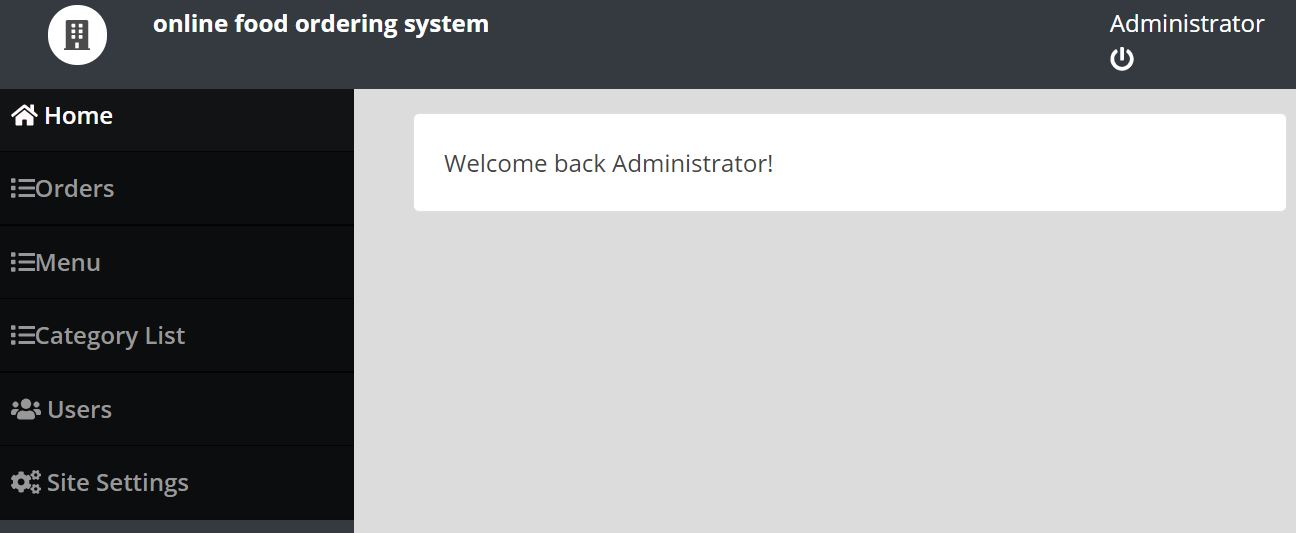 online food ordering system
Administrator
Home
Orders
Menu
Category List
Users
Site Settings
Welcome back Administrator!